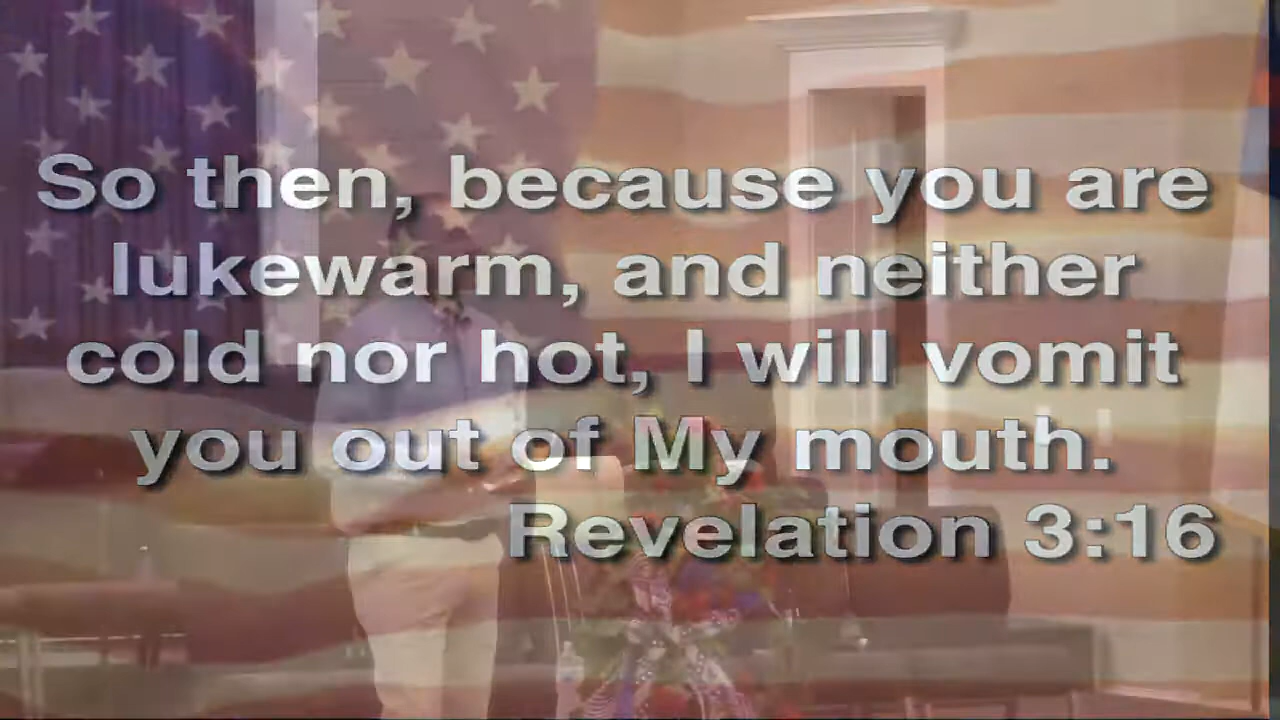 So then, because you are
lukewarm, and neither
cold nor hot, I will vomit
you out of My mouth.
Revelation 3:16